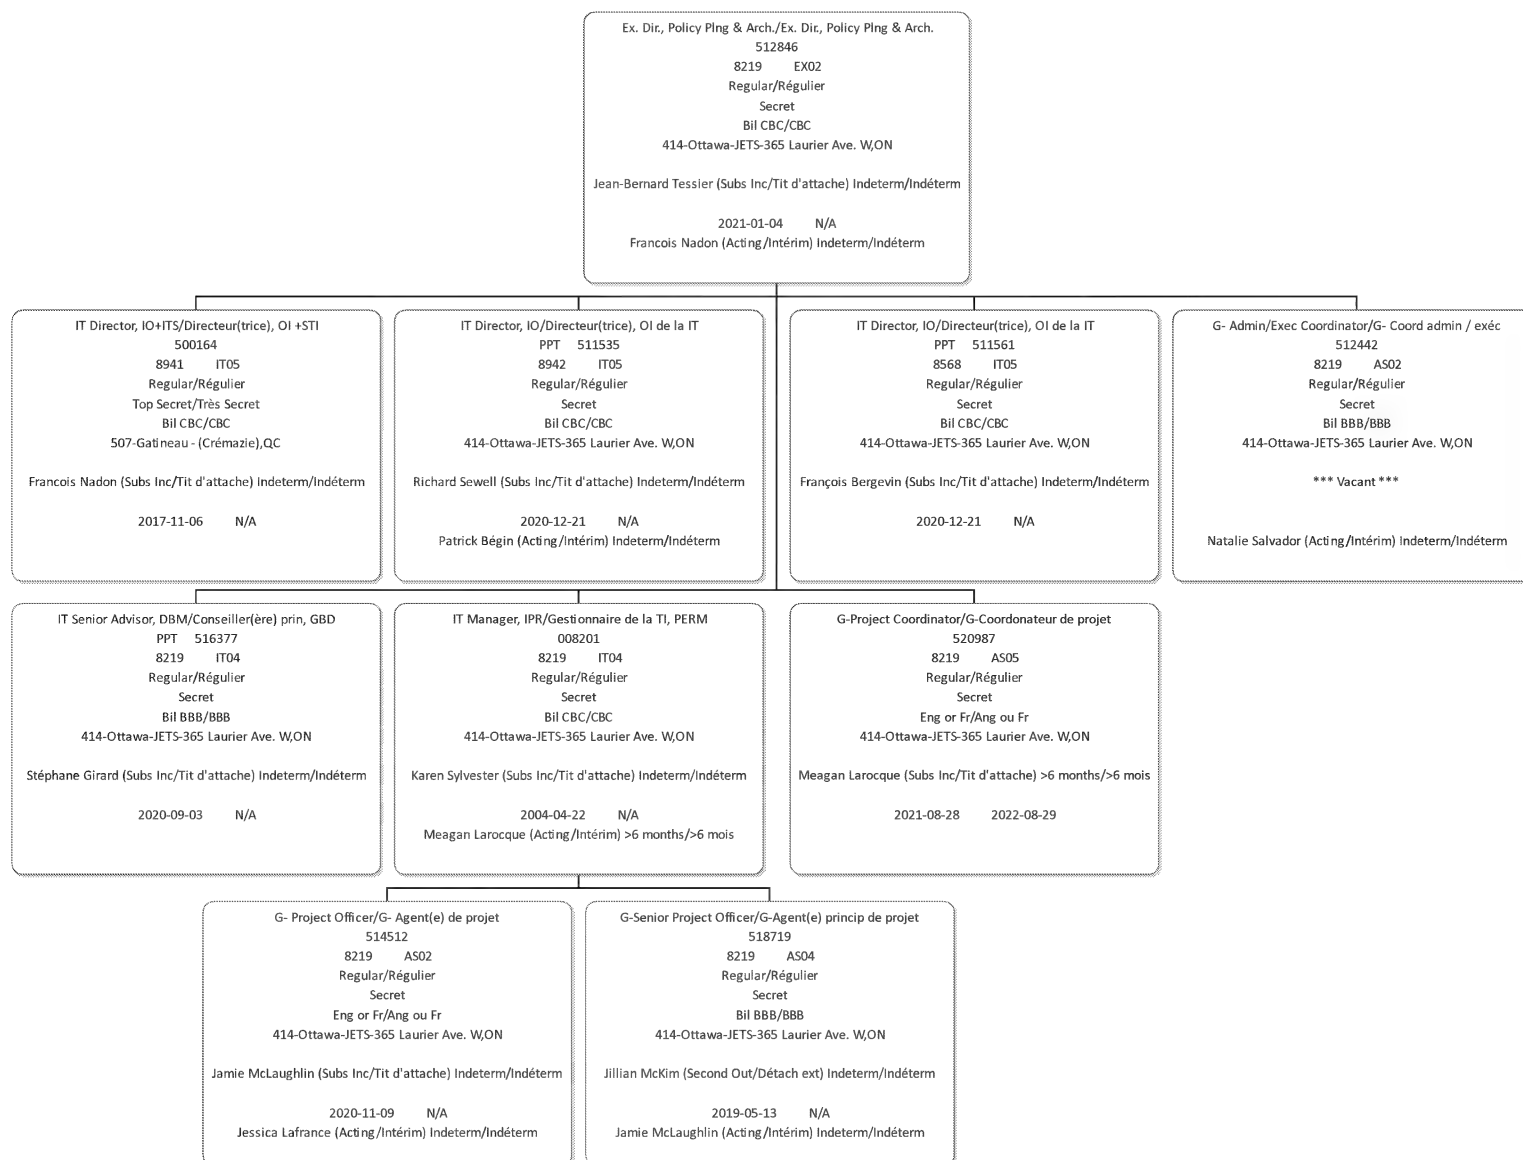 Ex. Dir., Policy Plng & Arch./Ex. Dir., Policy Plng & Arch.
512846
8219 EX02
Regular/Régulier
Secret
Bil CBC/CBC
414-Ottawa-JETS-365 Laurier Ave. W,ON
Jean-Bernard Tessier (Subs Inc/Tit d'attache) Indeterm/Indéterm
2021-01-04 N/A
Francois Nadon (Acting/Intérim) Indeterm/Indéterm
IT Director, IO+ITS/Directeur(trice), OI +STI
500164
8941 IT05
Regular/Régulier
Top Secret/Très Secret
Bil CBC/CBC
507-Gatineau - (Crémazie),QC
Francois Nadon (Subs Inc/Tit d'attache) Indeterm/Indéterm
2017-11-06 N/A
IT Director, IO/Directeur(trice), OI de la IT
PPT 511535
8942 IT05
Regular/Régulier
Secret
Bil CBC/CBC
414-Ottawa-JETS-365 Laurier Ave. W,ON
Richard Sewell (Subs Inc/Tit d'attache) Indeterm/Indéterm
2020-12-21 N/A
Patrick Bégin (Acting/Intérim) Indeterm/Indéterm
IT Director, IO/Directeur(trice), OI de la IT
PPT 511561
8568 IT05
Regular/Régulier
Secret
Bil CBC/CBC
414-Ottawa-JETS-365 Laurier Ave. W,ON
François Bergevin (Subs Inc/Tit d'attache) Indeterm/Indéterm
2020-12-21 N/A
G- Admin/Exec Coordinator/G- Coord admin / exéc
512442
8219 AS02
Regular/Régulier
Secret
Bil BBB/BBB
414-Ottawa-JETS-365 Laurier Ave. W,ON
*** Vacant ***
Natalie Salvador (Acting/Intérim) Indeterm/Indéterm
IT Senior Advisor, DBM/Conseiller(ère) prin, GBD
PPT 516377
8219 IT04
Regular/Régulier
Secret
Bil BBB/BBB
414-Ottawa-JETS-365 Laurier Ave. W,ON
Stéphane Girard (Subs Inc/Tit d'attache) Indeterm/Indéterm
2020-09-03 N/A
IT Manager, IPR/Gestionnaire de la TI, PERM
008201
8219 IT04
Regular/Régulier
Secret
Bil CBC/CBC
414-Ottawa-JETS-365 Laurier Ave. W,ON
Karen Sylvester (Subs Inc/Tit d'attache) Indeterm/Indéterm
2004-04-22 N/A
Meagan Larocque (Acting/Intérim) >6 months/>6 mois
G-Project Coordinator/G-Coordonateur de projet
520987
8219 AS05
Regular/Régulier
Secret
Eng or Fr/Ang ou Fr
414-Ottawa-JETS-365 Laurier Ave. W,ON
Meagan Larocque (Subs Inc/Tit d'attache) >6 months/>6 mois
2021-08-28 2022-08-29
G- Project Officer/G- Agent(e) de projet
514512
8219 AS02
Regular/Régulier
Secret
Eng or Fr/Ang ou Fr
414-Ottawa-JETS-365 Laurier Ave. W,ON
Jamie McLaughlin (Subs Inc/Tit d'attache) Indeterm/Indéterm
2020-11-09 N/A
Jessica Lafrance (Acting/Intérim) Indeterm/Indéterm
G-Senior Project Officer/G-Agent(e) princip de projet
518719
8219 AS04
Regular/Régulier
Secret
Bil BBB/BBB
414-Ottawa-JETS-365 Laurier Ave. W,ON
Jillian McKim (Second Out/Détach ext) Indeterm/Indéterm
2019-05-13 N/A
Jamie McLaughlin (Acting/Intérim) Indeterm/Indéterm